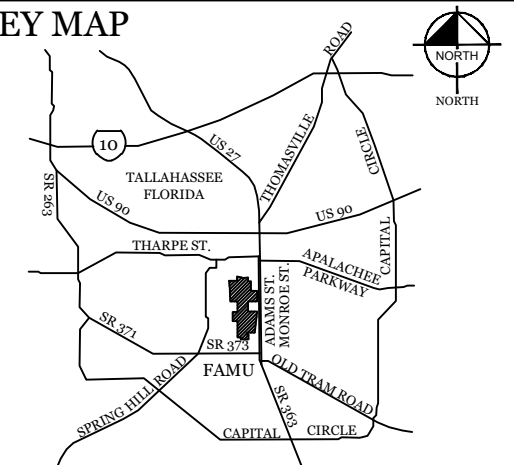 EY MAP
ROAD
NORTH
NORTH
10
US 27
THOMASVILLE
CIRCLE
TALLAHASSEE
FLORIDA
SR 263
US 90
US 90
CAPITAL
THARPE ST.
APALACHEE
PARKWAY
ADAMS ST.
MONROE ST.
SR 371
SR 373
FAMU
OLD TRAM ROAD
SPRING HILL ROAD
SR 363
CAPITAL CIRCLE